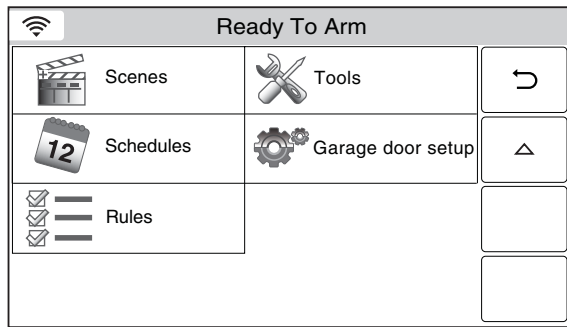 Ready To Arm
Scenes
Tools
12
Schedules
Garage door setup
Rules